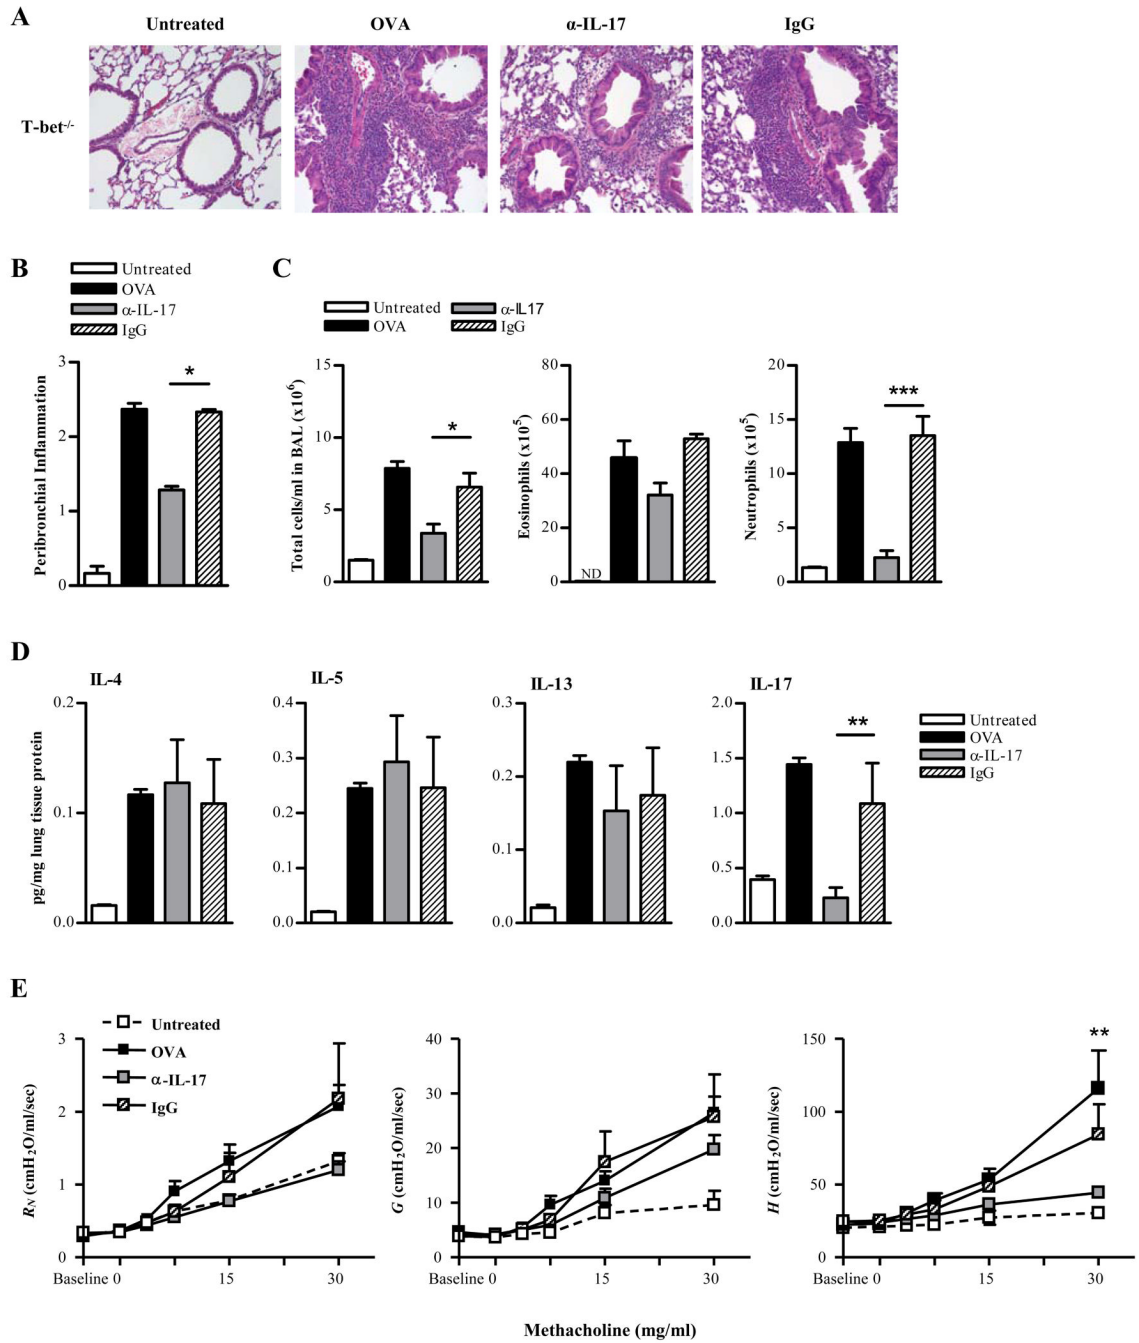 A
Untreated OVA α-IL-17 IgG
T-bet-/-
B
Untreated
OVA
α-IL-17
IgG
Peribronchial Inflammation
3
2
1
0
*
C
Untreated α-IL17
OVA IgG
Total cells/ml in BAL (x10⁶)
15
10
5
0
*
Eosinophils (x10⁵)
80
60
40
20
0
ND
Neutrophils (x10⁵)
20
15
10
5
0
***
D
pg/mg lung tissue protein
IL-4
0.2
0.1
0.0
IL-5
0.4
0.3
0.2
0.1
0.0
IL-13
0.3
0.2
0.1
0.0
IL-17
2.0
1.5
1.0
0.5
0.0
**
Untreated
OVA
α-IL-17
IgG
E
Untreated
OVA
α-IL-17
IgG
R_N (cmH₂O/ml/sec)
3
2
1
0
Baseline 0 15 30
G (cmH₂O/ml/sec)
40
30
20
10
0
Baseline 0 15 30
H (cmH₂O/ml/sec)
150
100
50
0
**
Baseline 0 15 30
Methacholine (mg/ml)